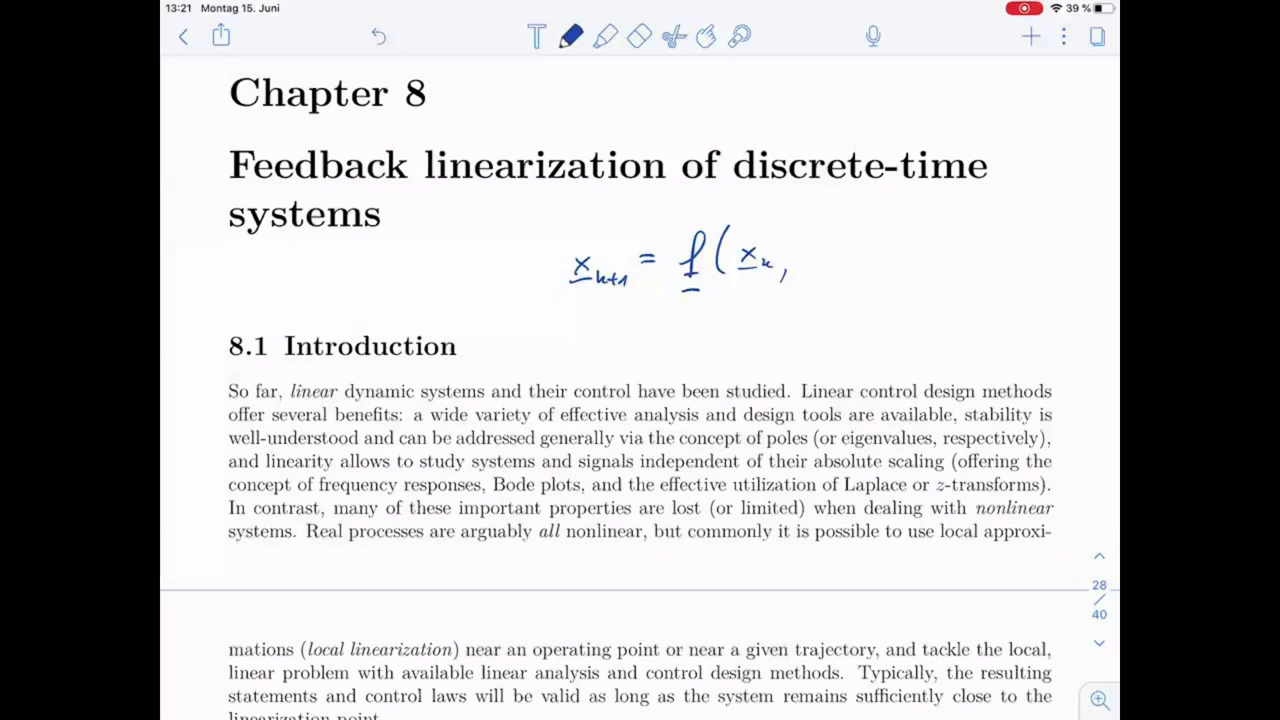 13:21 Montag 15. Juni
39 %
Chapter 8
Feedback linearization of discrete-time
systems
x_{k+1} = f(x_k,
8.1 Introduction
So far, linear dynamic systems and their control have been studied. Linear control design methods
offer several benefits: a wide variety of effective analysis and design tools are available, stability is
well-understood and can be addressed generally via the concept of poles (or eigenvalues, respectively),
and linearity allows to study systems and signals independent of their absolute scaling (offering the
concept of frequency responses, Bode plots, and the effective utilization of Laplace or z-transforms).
In contrast, many of these important properties are lost (or limited) when dealing with nonlinear
systems. Real processes are arguably all nonlinear, but commonly it is possible to use local approxi-
28
/
40
mations (local linearization) near an operating point or near a given trajectory, and tackle the local,
linear problem with available linear analysis and control design methods. Typically, the resulting
statements and control laws will be valid as long as the system remains sufficiently close to the
linearization point.